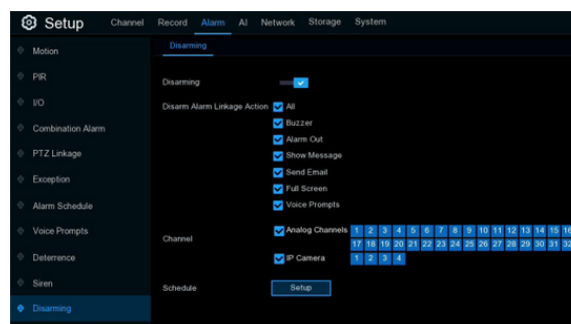 Setup Channel Record Alarm AI Network Storage System
Disarming
Motion
PIR
I/O
Combination Alarm
PTZ Linkage
Exception
Alarm Schedule
Voice Prompts
Deterrence
Siren
Disarming
Disarming
Disarm Alarm Linkage Action All
Buzzer
Alarm Out
Show Message
Send Email
Full Screen
Voice Prompts
Channel
Analog Channels 1 2 3 4 5 6 7 8 9 10 11 12 13 14 15 16
17 18 19 20 21 22 23 24 25 26 27 28 29 30 31 32
IP Camera 1 2 3 4
Schedule Setup